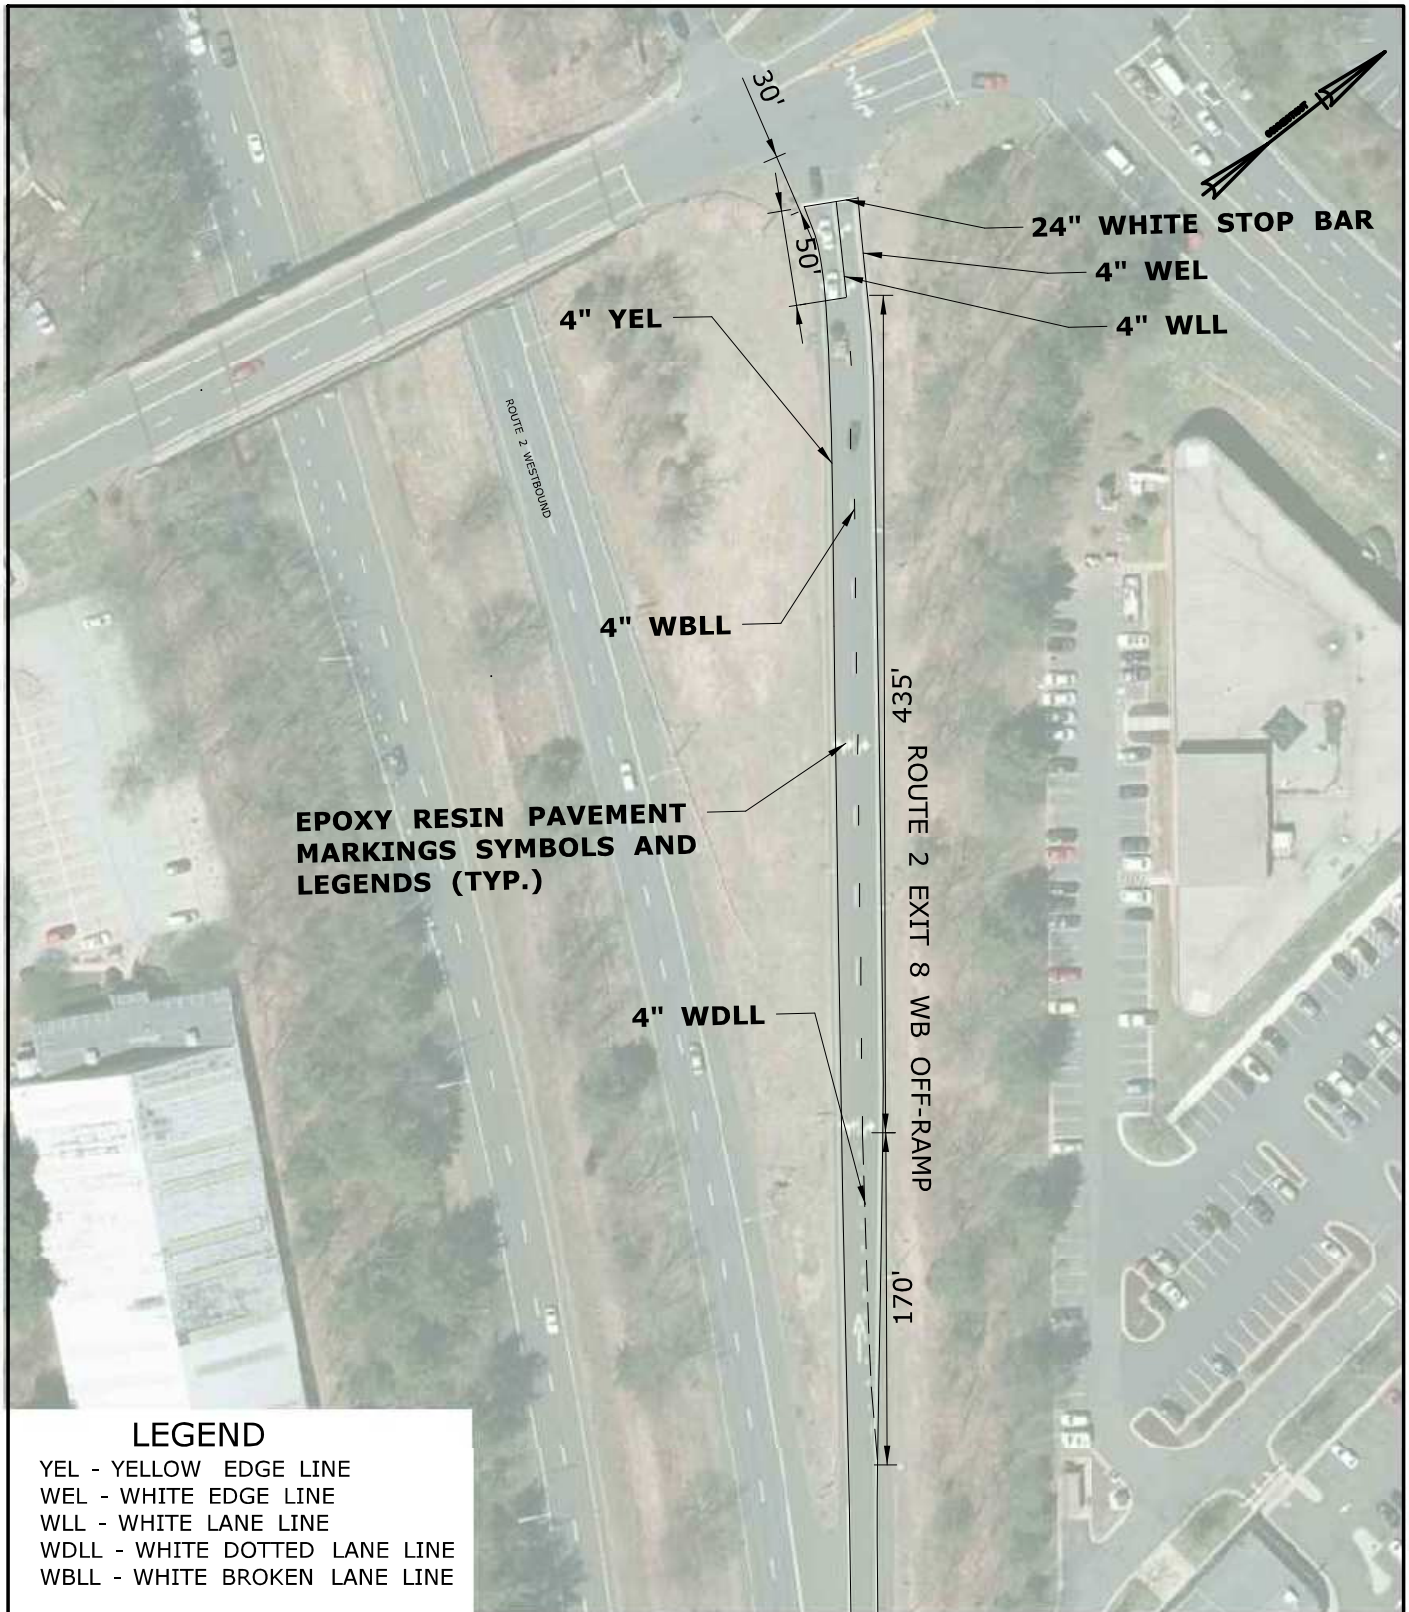 30'
24" WHITE STOP BAR
50'
4" WEL
4" YEL
4" WLL
ROUTE 2 WESTBOUND
4" WBLL
435'
ROUTE 2 EXIT 8 WB OFF-RAMP
EPOXY RESIN PAVEMENT
MARKINGS SYMBOLS AND
LEGENDS (TYP.)
4" WDLL
170'
LEGEND
YEL - YELLOW EDGE LINE
WEL - WHITE EDGE LINE
WLL - WHITE LANE LINE
WDLL - WHITE DOTTED LANE LINE
WBLL - WHITE BROKEN LANE LINE